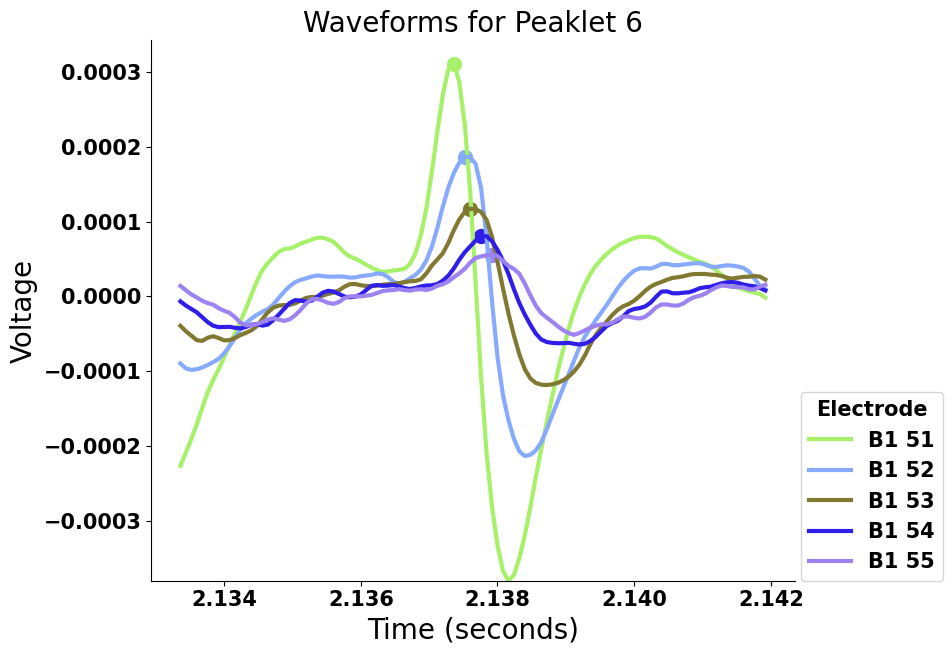 Waveforms for Peaklet 6
Voltage
0.0003
0.0002
0.0001
0.0000
−0.0001
−0.0002
−0.0003
2.134 2.136 2.138 2.140 2.142
Time (seconds)
Electrode
B1 51
B1 52
B1 53
B1 54
B1 55